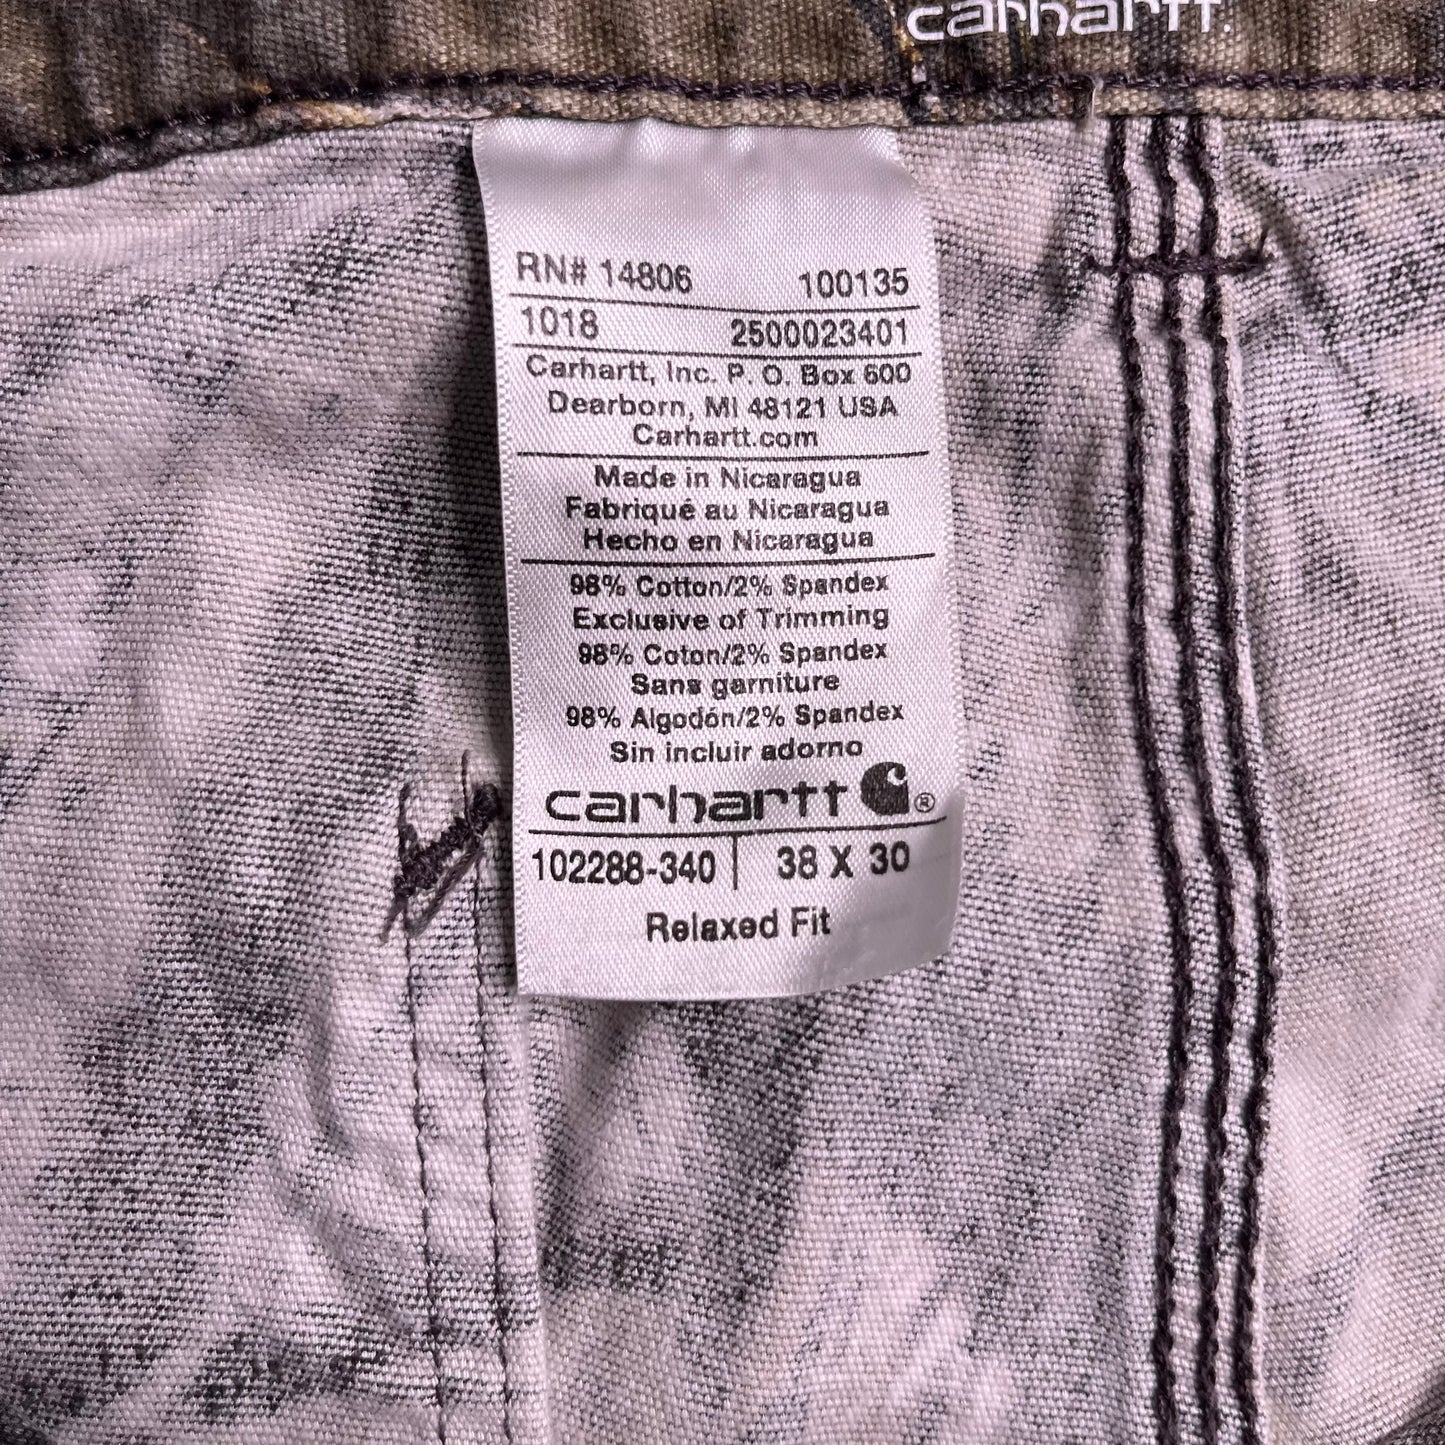 carhartt.
RN# 14806 100135
1018 2500023401
Carhartt, Inc. P. O. Box 600
Dearborn, MI 48121 USA
Carhartt.com
Made in Nicaragua
Fabriqué au Nicaragua
Hecho en Nicaragua
98% Cotton/2% Spandex
Exclusive of Trimming
98% Coton/2% Spandex
Sans garniture
98% Algodón/2% Spandex
Sin incluir adorno
carhartt ®
102288-340 | 38 X 30
Relaxed Fit